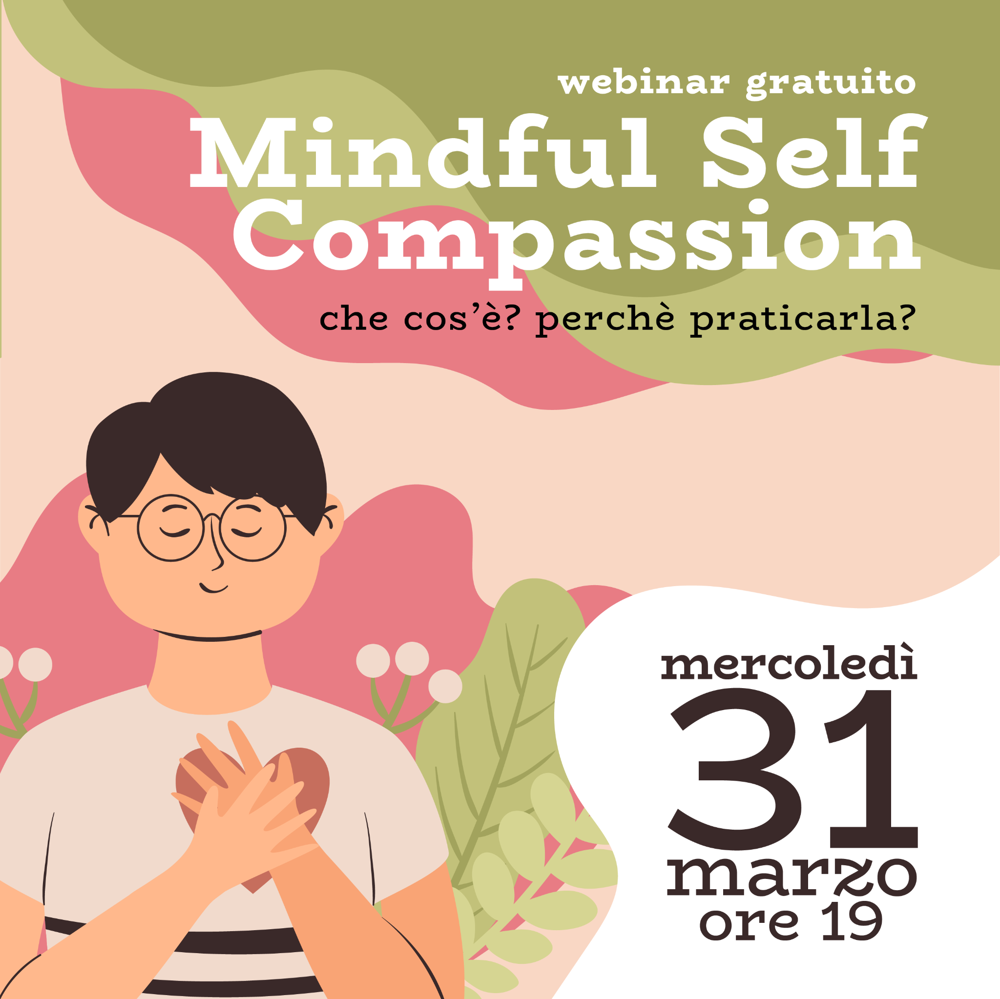 webinar gratuito
Mindful Self
Compassion
che cos’è? perchè praticarla?
mercoledì
31
marzo
ore 19